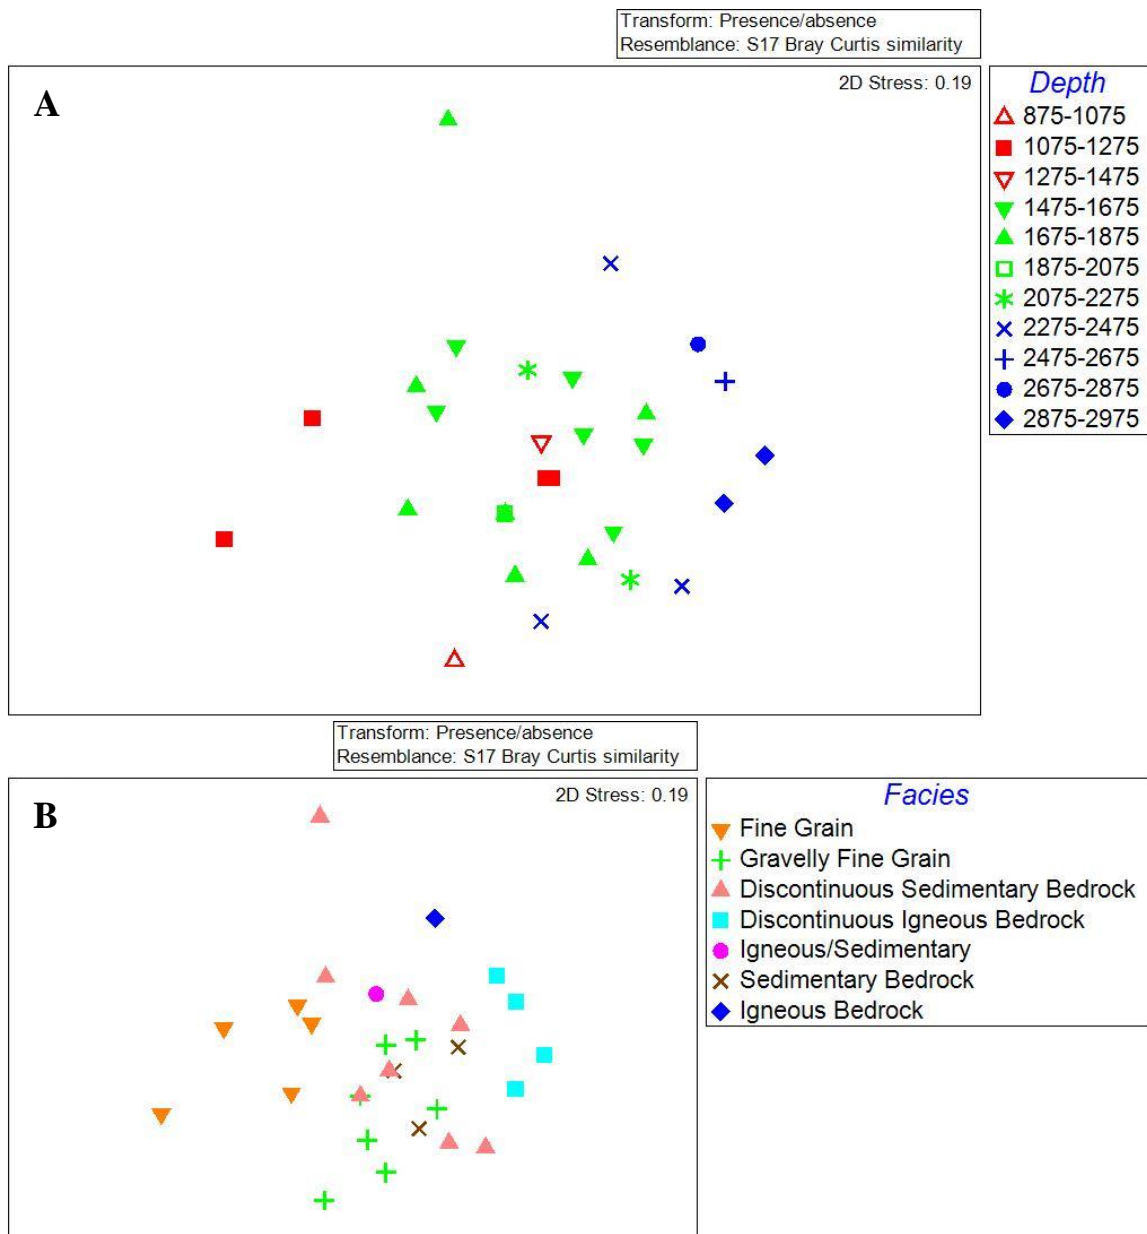 Transform: Presence/absence
Resemblance: S17 Bray Curtis similarity
A
2D Stress: 0.19
Depth
875-1075
1075-1275
1275-1475
1475-1675
1675-1875
1875-2075
2075-2275
2275-2475
2475-2675
2675-2875
2875-2975
Transform: Presence/absence
Resemblance: S17 Bray Curtis similarity
B
2D Stress: 0.19
Facies
Fine Grain
Gravelly Fine Grain
Discontinuous Sedimentary Bedrock
Discontinuous Igneous Bedrock
Igneous/Sedimentary
Sedimentary Bedrock
Igneous Bedrock